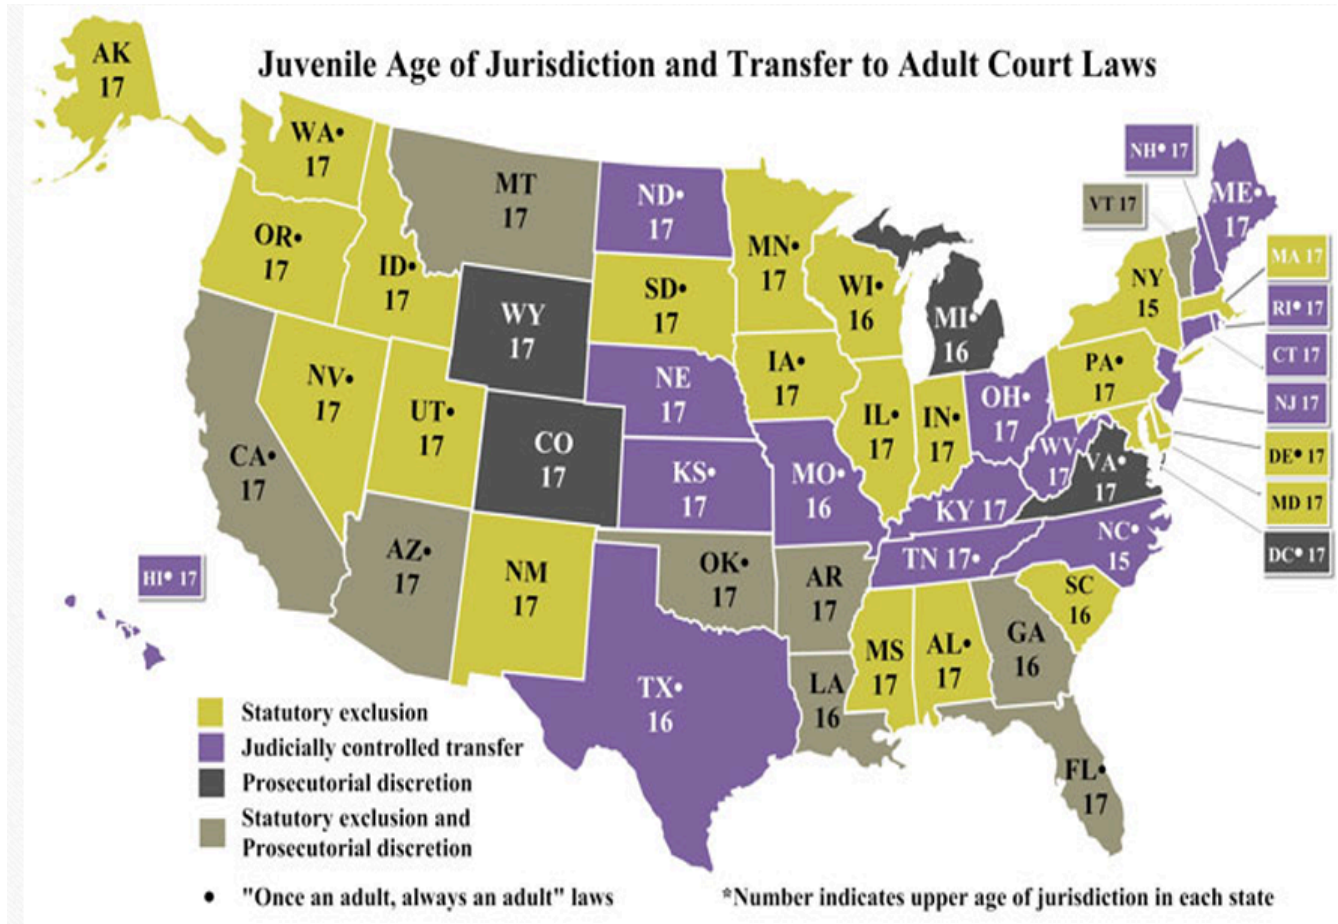 Juvenile Age of Jurisdiction and Transfer to Adult Court Laws
AK
17
WA•
17
OR•
17
ID•
17
MT
17
ND•
17
MN•
17
WI•
16
MI•
16
SD•
17
WY
17
NV•
17
UT•
17
CA•
17
CO
17
NE
17
KS•
17
IA•
17
MO•
16
IL•
17
IN•
17
OH•
17
WV
17
VA•
17
KY 17
TN 17•
NC•
15
SC
16
GA
16
AL•
17
MS
17
LA
16
AR
17
OK•
17
TX•
16
NM
17
AZ•
17
FL•
17
PA•
17
NY
15
VT 17
NH• 17
ME•
17
MA 17
RI• 17
CT 17
NJ 17
DE• 17
MD 17
DC• 17
HI• 17
Statutory exclusion
Judicially controlled transfer
Prosecutorial discretion
Statutory exclusion and
Prosecutorial discretion
• "Once an adult, always an adult" laws
*Number indicates upper age of jurisdiction in each state